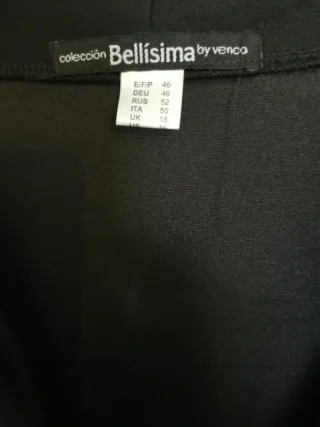 colección Bellísima by venca
E/F/P 46
DEU 46
RUS 52
ITA 50
UK 18